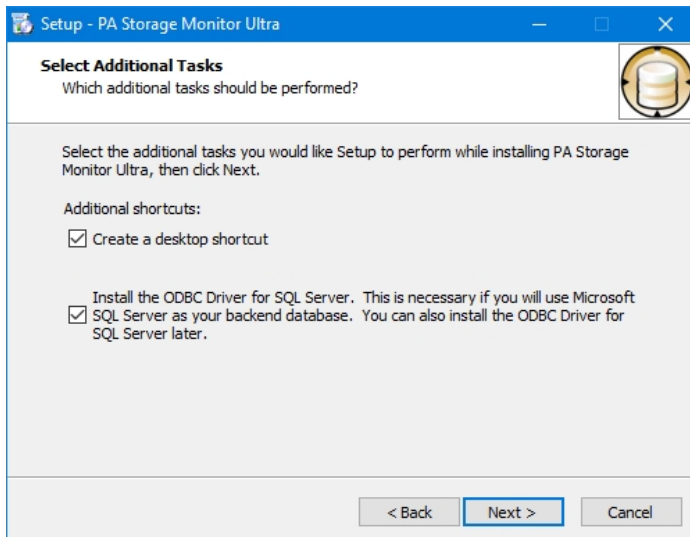 Setup - PA Storage Monitor Ultra
Select Additional Tasks
Which additional tasks should be performed?
Select the additional tasks you would like Setup to perform while installing PA Storage
Monitor Ultra, then click Next.
Additional shortcuts:
Create a desktop shortcut
Install the ODBC Driver for SQL Server.  This is necessary if you will use Microsoft
SQL Server as your backend database.  You can also install the ODBC Driver for
SQL Server later.
< Back
Next >
Cancel